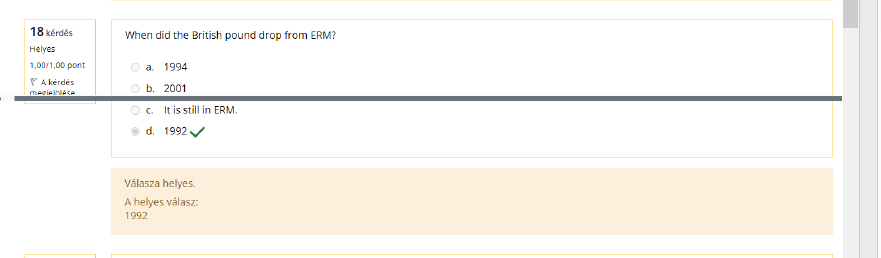 18 kérdés
Helyes
1,00/1,00 pont
A kérdés
megjelölése
When did the British pound drop from ERM?
a. 1994
b. 2001
c. It is still in ERM.
d. 1992
Válasza helyes.
A helyes válasz:
1992